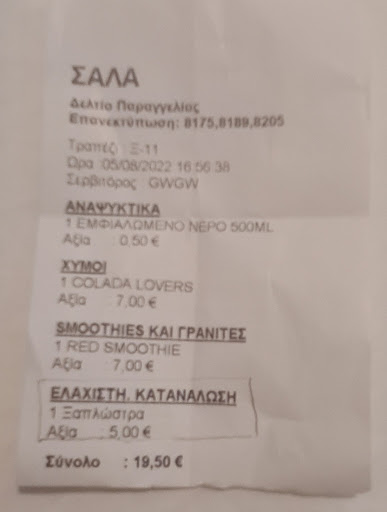 ΣΑΛΑ
Δελτίο Παραγγελίας
Επανεκτύπωση: 8175,8189,8205
Τραπέζι : Ξ-11
Ώρα :05/08/2022 16:56:38
Σερβιτόρος : GWGW
ΑΝΑΨΥΚΤΙΚΑ
1 ΕΜΦΙΑΛΩΜΕΝΟ ΝΕΡΟ 500ML
Αξία : 0,50 €
ΧΥΜΟΙ
1 COLADA LOVERS
Αξία : 7,00 €
SMOOTHIES ΚΑΙ ΓΡΑΝΙΤΕΣ
1 RED SMOOTHIE
Αξία : 7,00 €
ΕΛΑΧΙΣΤΗ. ΚΑΤΑΝΑΛΩΣΗ
1 Ξαπλώστρα
Αξία : 5,00 €
Σύνολο : 19,50 €